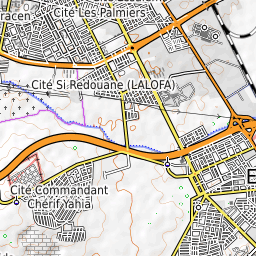 Cité Les Palmiers
racen
Cité Si Redouane (LALOFA)
E
Cité Commandant
Chérif Yahia